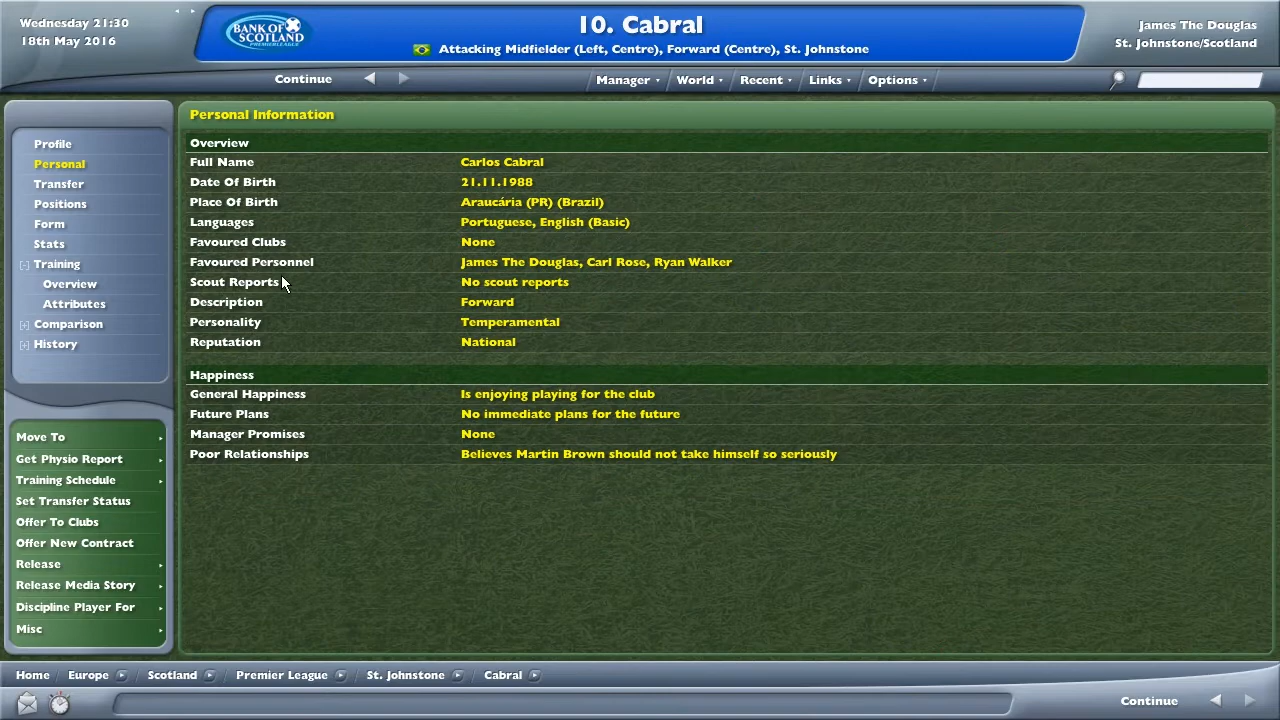 Wednesday 21:30
18th May 2016
BANK OF
SCOTLAND
PREMIERLEAGUE
10. Cabral
Attacking Midfielder (Left, Centre), Forward (Centre), St. Johnstone
James The Douglas
St. Johnstone/Scotland
Continue
Manager
World
Recent
Links
Options
Profile
Personal
Transfer
Positions
Form
Stats
Training
Overview
Attributes
Comparison
History
Move To
Get Physio Report
Training Schedule
Set Transfer Status
Offer To Clubs
Offer New Contract
Release
Release Media Story
Discipline Player For
Misc
Personal Information
Overview
Full Name Carlos Cabral
Date Of Birth 21.11.1988
Place Of Birth Araucária (PR) (Brazil)
Languages Portuguese, English (Basic)
Favoured Clubs None
Favoured Personnel James The Douglas, Carl Rose, Ryan Walker
Scout Reports No scout reports
Description Forward
Personality Temperamental
Reputation National
Happiness
General Happiness Is enjoying playing for the club
Future Plans No immediate plans for the future
Manager Promises None
Poor Relationships Believes Martin Brown should not take himself so seriously
Home Europe Scotland Premier League St. Johnstone Cabral
Continue